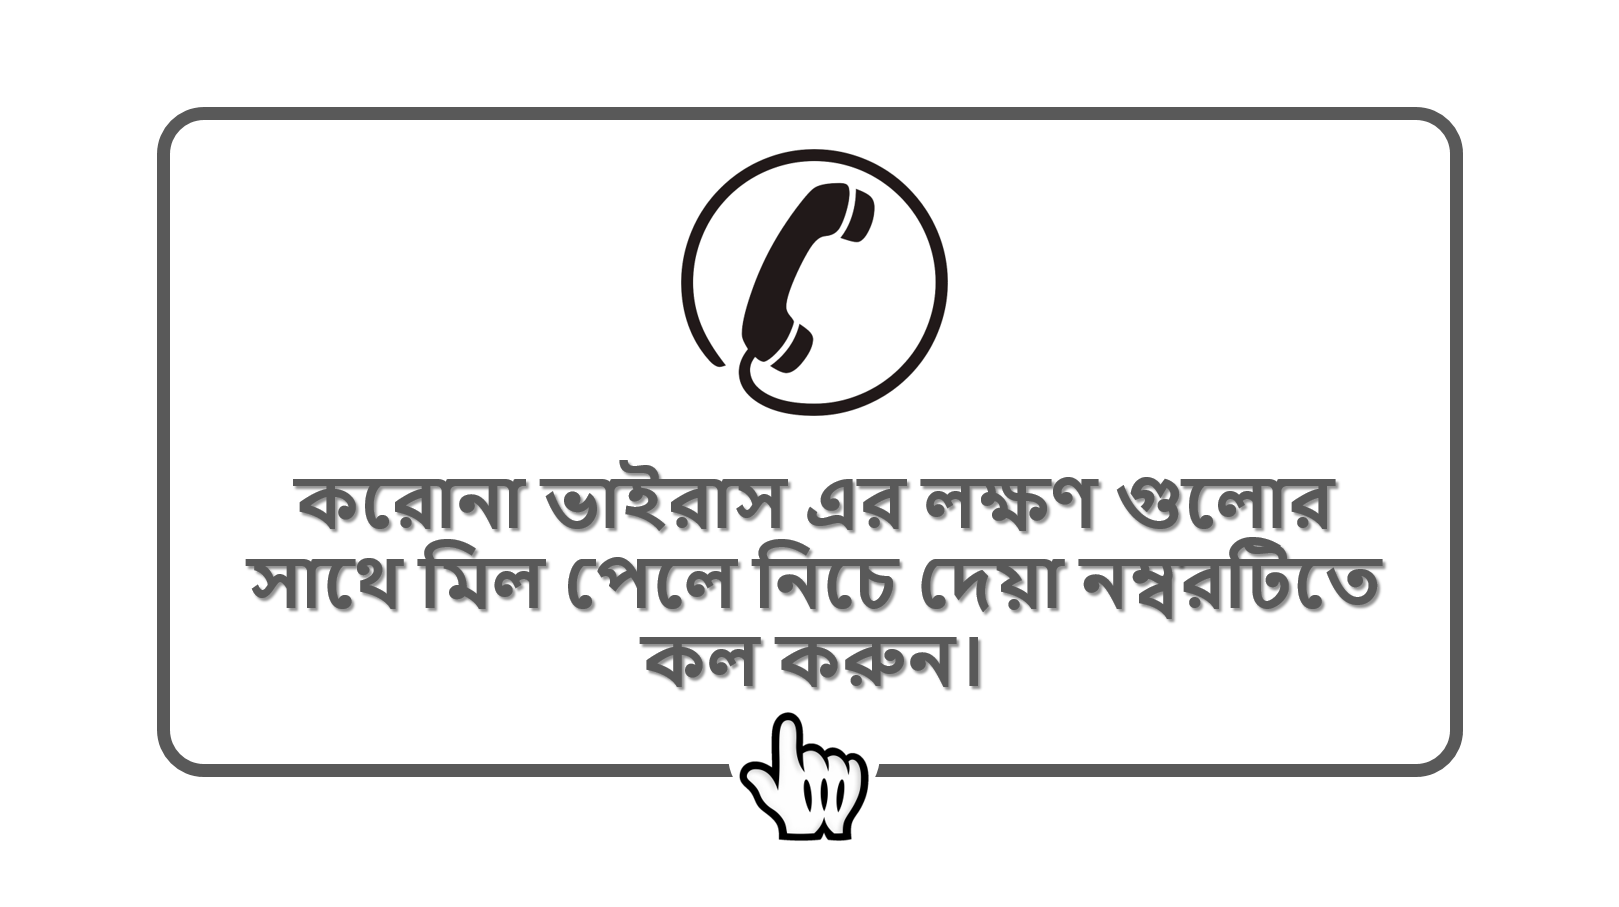 করোনা ভাইরাস এর লক্ষণ গুলোর
সাথে মিল পেলে নিচে দেয়া নম্বরটিতে
কল করুন।